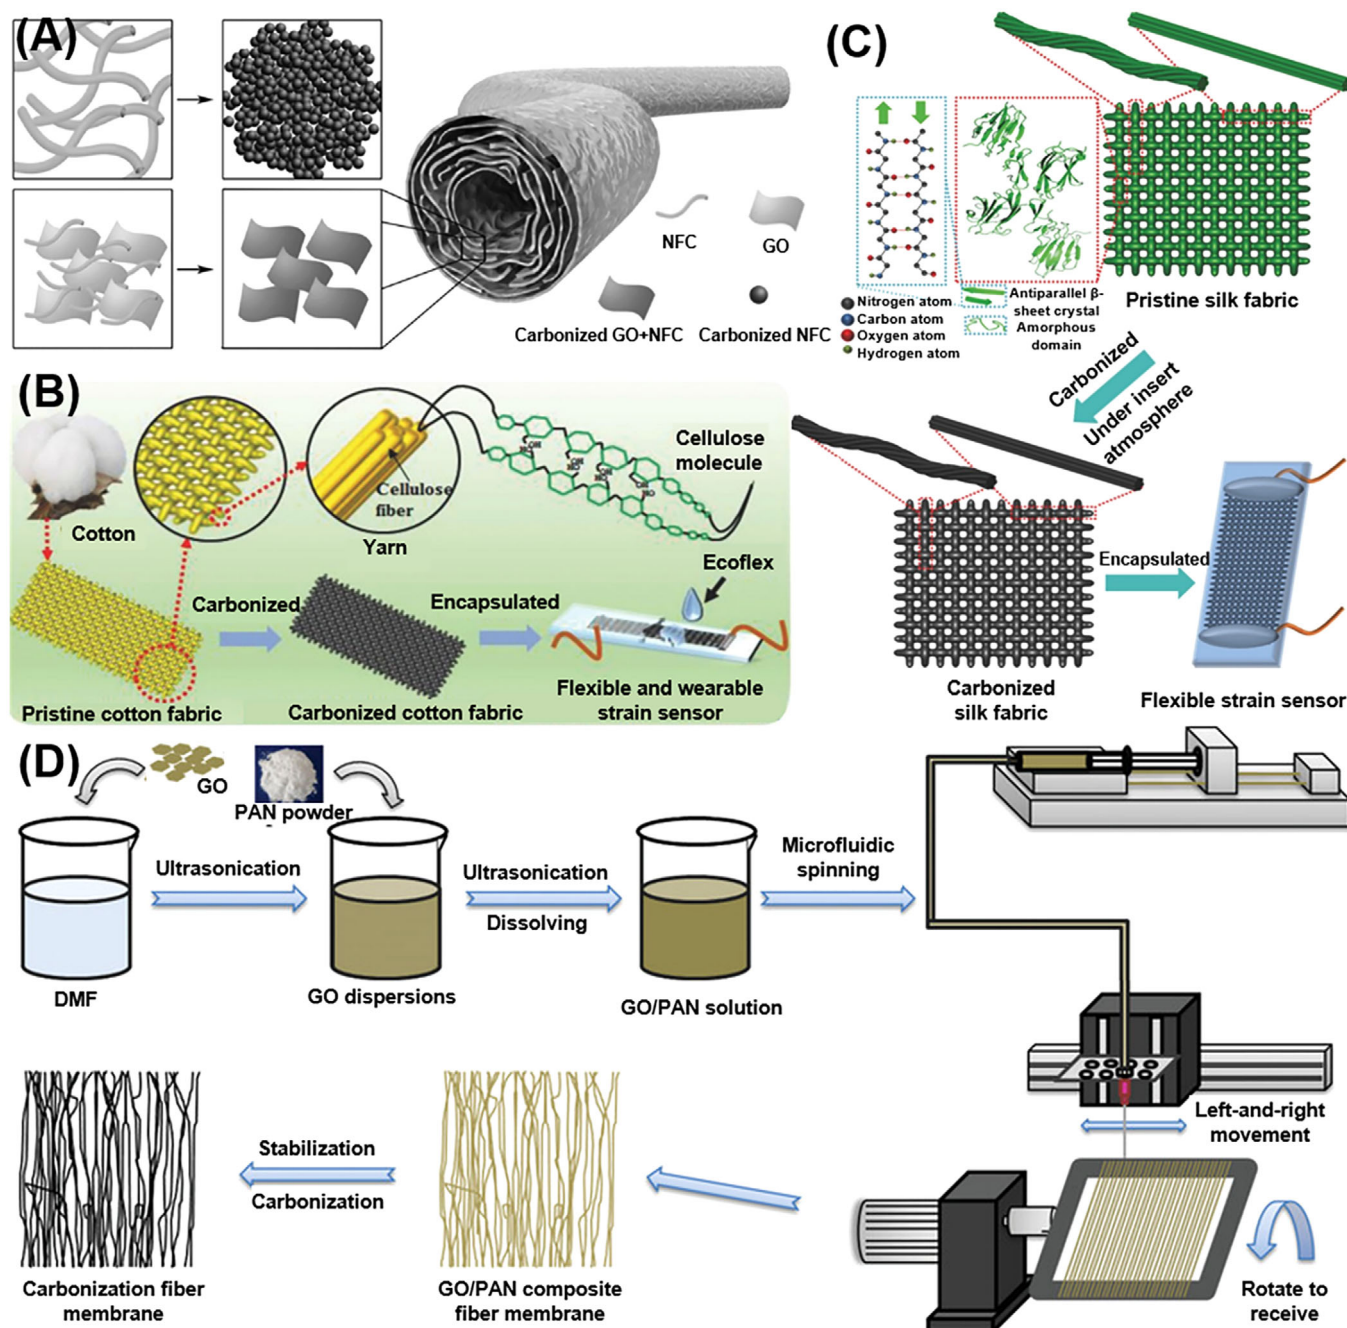 (A)
NFC
GO
Carbonized GO+NFC
Carbonized NFC
(B)
Cotton
Cellulose
fiber
Yarn
Cellulose
molecule
Ecoflex
Carbonized
Encapsulated
Pristine cotton fabric
Carbonized cotton fabric
Flexible and wearable
strain sensor
(C)
Nitrogen atom
Carbon atom
Oxygen atom
Hydrogen atom
Antiparallel β-
sheet crystal
Amorphous
domain
Pristine silk fabric
Carbonized
Under insert
atmosphere
Encapsulated
Carbonized
silk fabric
Flexible strain sensor
(D)
GO
PAN powder
Ultrasonication
Ultrasonication
Dissolving
Microfluidic
spinning
DMF
GO dispersions
GO/PAN solution
Left-and-right
movement
Rotate to
receive
Stabilization
Carbonization
Carbonization fiber
membrane
GO/PAN composite
fiber membrane